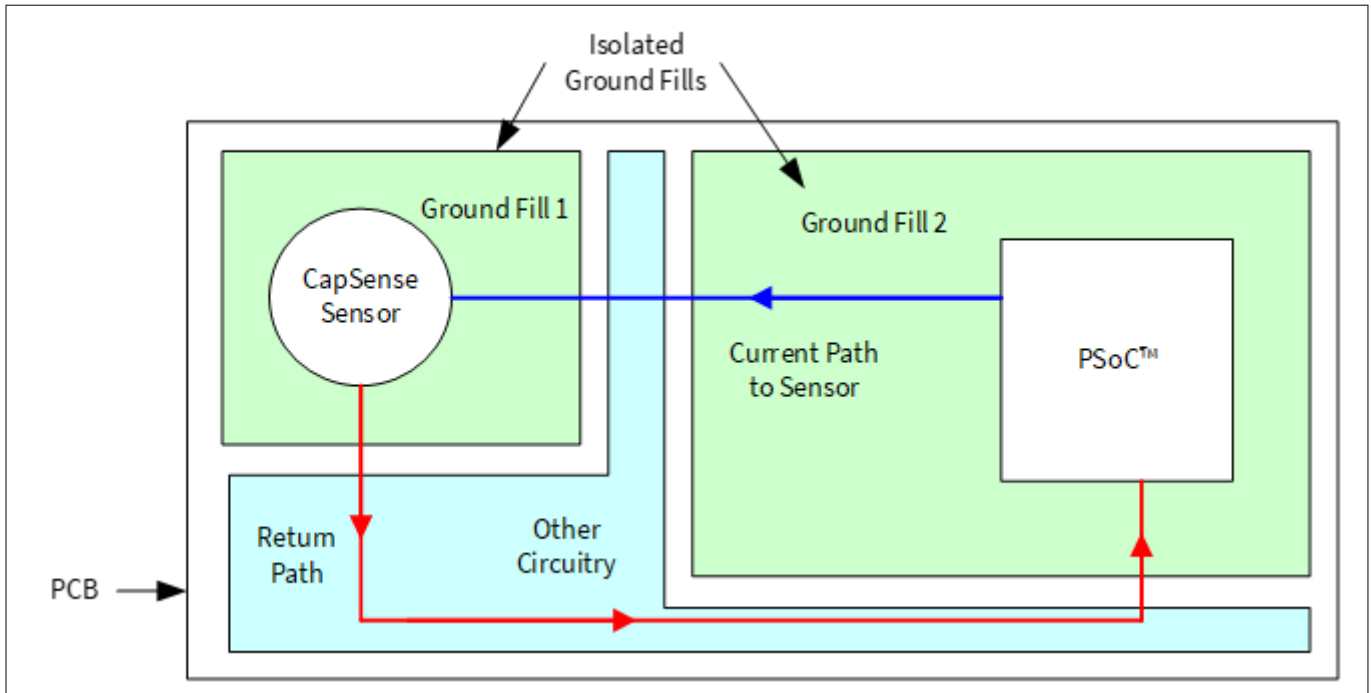 Isolated
Ground Fills
Ground Fill 1
Ground Fill 2
CapSense
Sensor
Current Path
to Sensor
PSoC™
Return
Path
Other
Circuitry
PCB